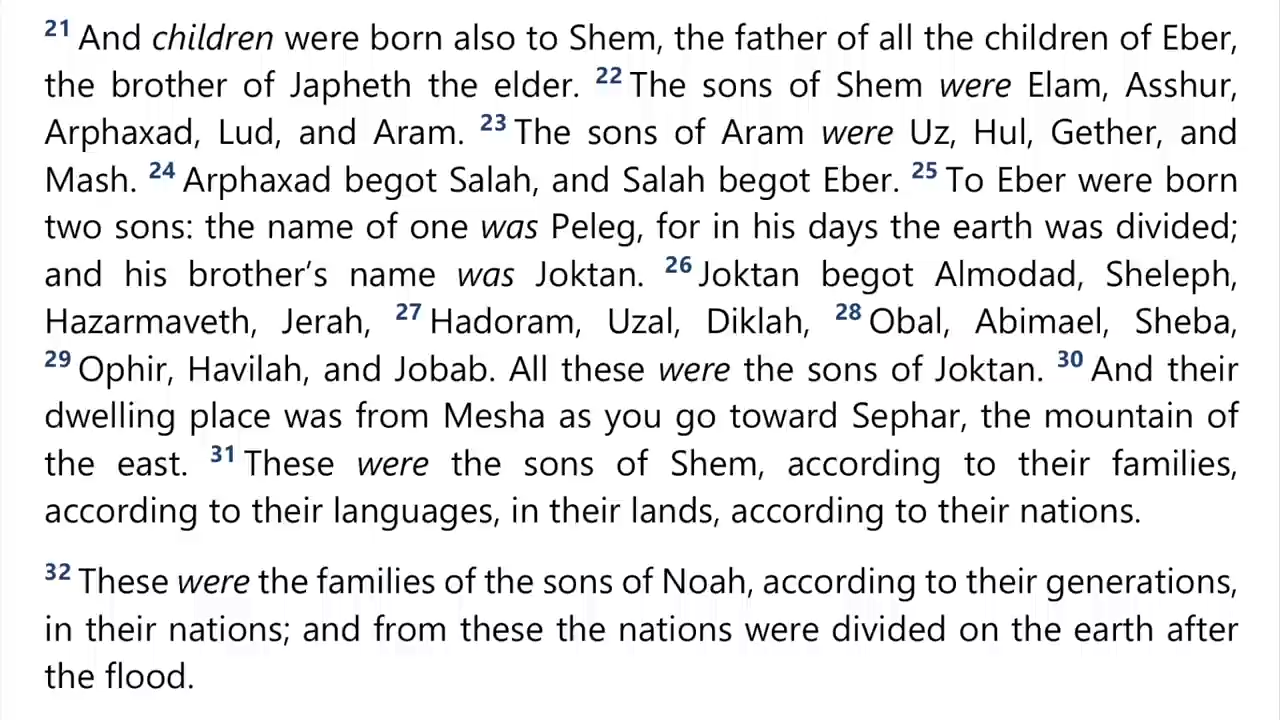 21 And children were born also to Shem, the father of all the children of Eber,
the brother of Japheth the elder. 22 The sons of Shem were Elam, Asshur,
Arphaxad, Lud, and Aram. 23 The sons of Aram were Uz, Hul, Gether, and
Mash. 24 Arphaxad begot Salah, and Salah begot Eber. 25 To Eber were born
two sons: the name of one was Peleg, for in his days the earth was divided;
and his brother’s name was Joktan. 26 Joktan begot Almodad, Sheleph,
Hazarmaveth, Jerah, 27 Hadoram, Uzal, Diklah, 28 Obal, Abimael, Sheba,
29 Ophir, Havilah, and Jobab. All these were the sons of Joktan. 30 And their
dwelling place was from Mesha as you go toward Sephar, the mountain of
the east. 31 These were the sons of Shem, according to their families,
according to their languages, in their lands, according to their nations.
32 These were the families of the sons of Noah, according to their generations,
in their nations; and from these the nations were divided on the earth after
the flood.